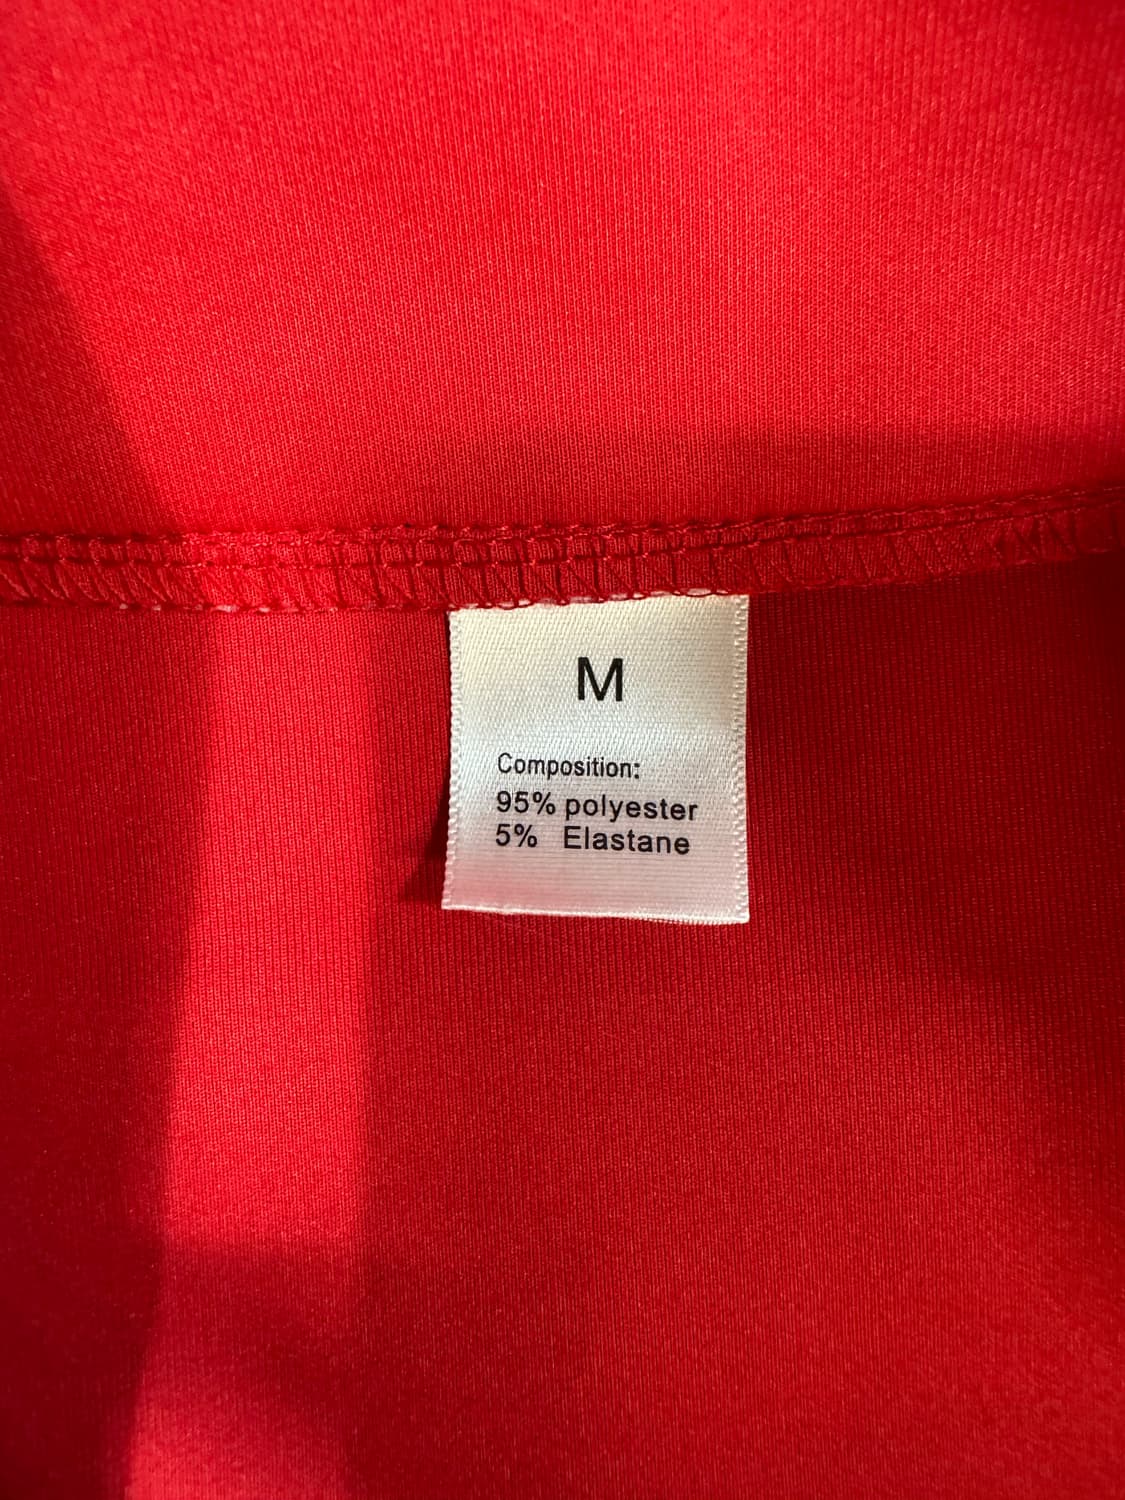 M
Composition:
95% polyester
5% Elastane